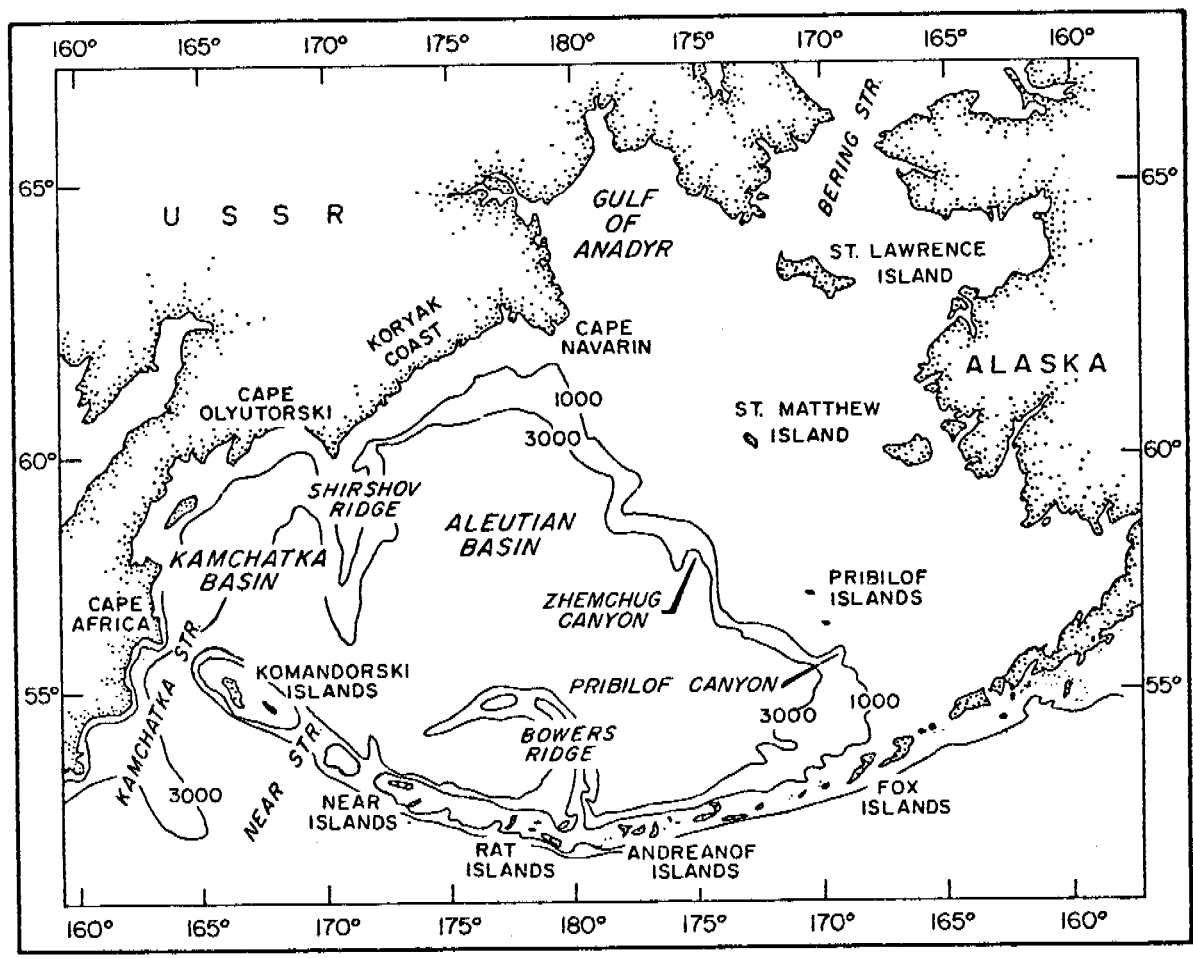 160° 165° 170° 175° 180° 175° 170° 165° 160°
BERING STR.
65° 65°
U S S R
GULF
OF
ANADYR
ST. LAWRENCE
ISLAND
KORYAK
COAST
CAPE
NAVARIN
ALASKA
CAPE
OLYUTORSKI
1000
3000
ST. MATTHEW
ISLAND
60° 60°
SHIRSHOV
RIDGE
ALEUTIAN
BASIN
KAMCHATKA
BASIN
ZHEMCHUG
CANYON
PRIBILOF
ISLANDS
CAPE
AFRICA
KAMCHATKA STR
KOMANDORSKI
ISLANDS
PRIBILOF CANYON
55° 55°
3000
1000
BOWERS
RIDGE
NEAR STR.
3000
NEAR
ISLANDS
FOX
ISLANDS
RAT
ISLANDS
ANDREANOF
ISLANDS
160° 165° 170° 175° 180° 175° 170° 165° 160°